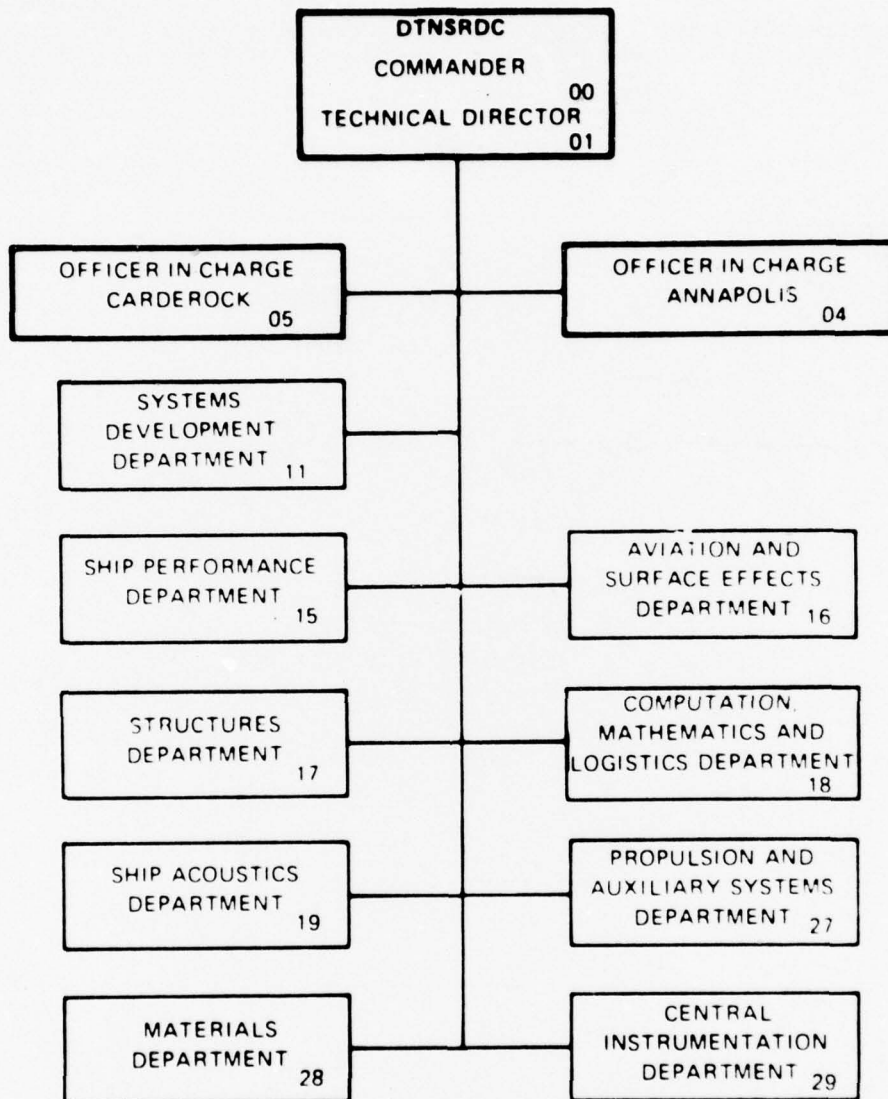 DTNSRDC
COMMANDER
00
TECHNICAL DIRECTOR
01
OFFICER IN CHARGE
CARDEROCK
05
OFFICER IN CHARGE
ANNAPOLIS
04
SYSTEMS
DEVELOPMENT
DEPARTMENT
11
SHIP PERFORMANCE
DEPARTMENT
15
AVIATION AND
SURFACE EFFECTS
DEPARTMENT
16
STRUCTURES
DEPARTMENT
17
COMPUTATION,
MATHEMATICS AND
LOGISTICS DEPARTMENT
18
SHIP ACOUSTICS
DEPARTMENT
19
PROPULSION AND
AUXILIARY SYSTEMS
DEPARTMENT
27
MATERIALS
DEPARTMENT
28
CENTRAL
INSTRUMENTATION
DEPARTMENT
29